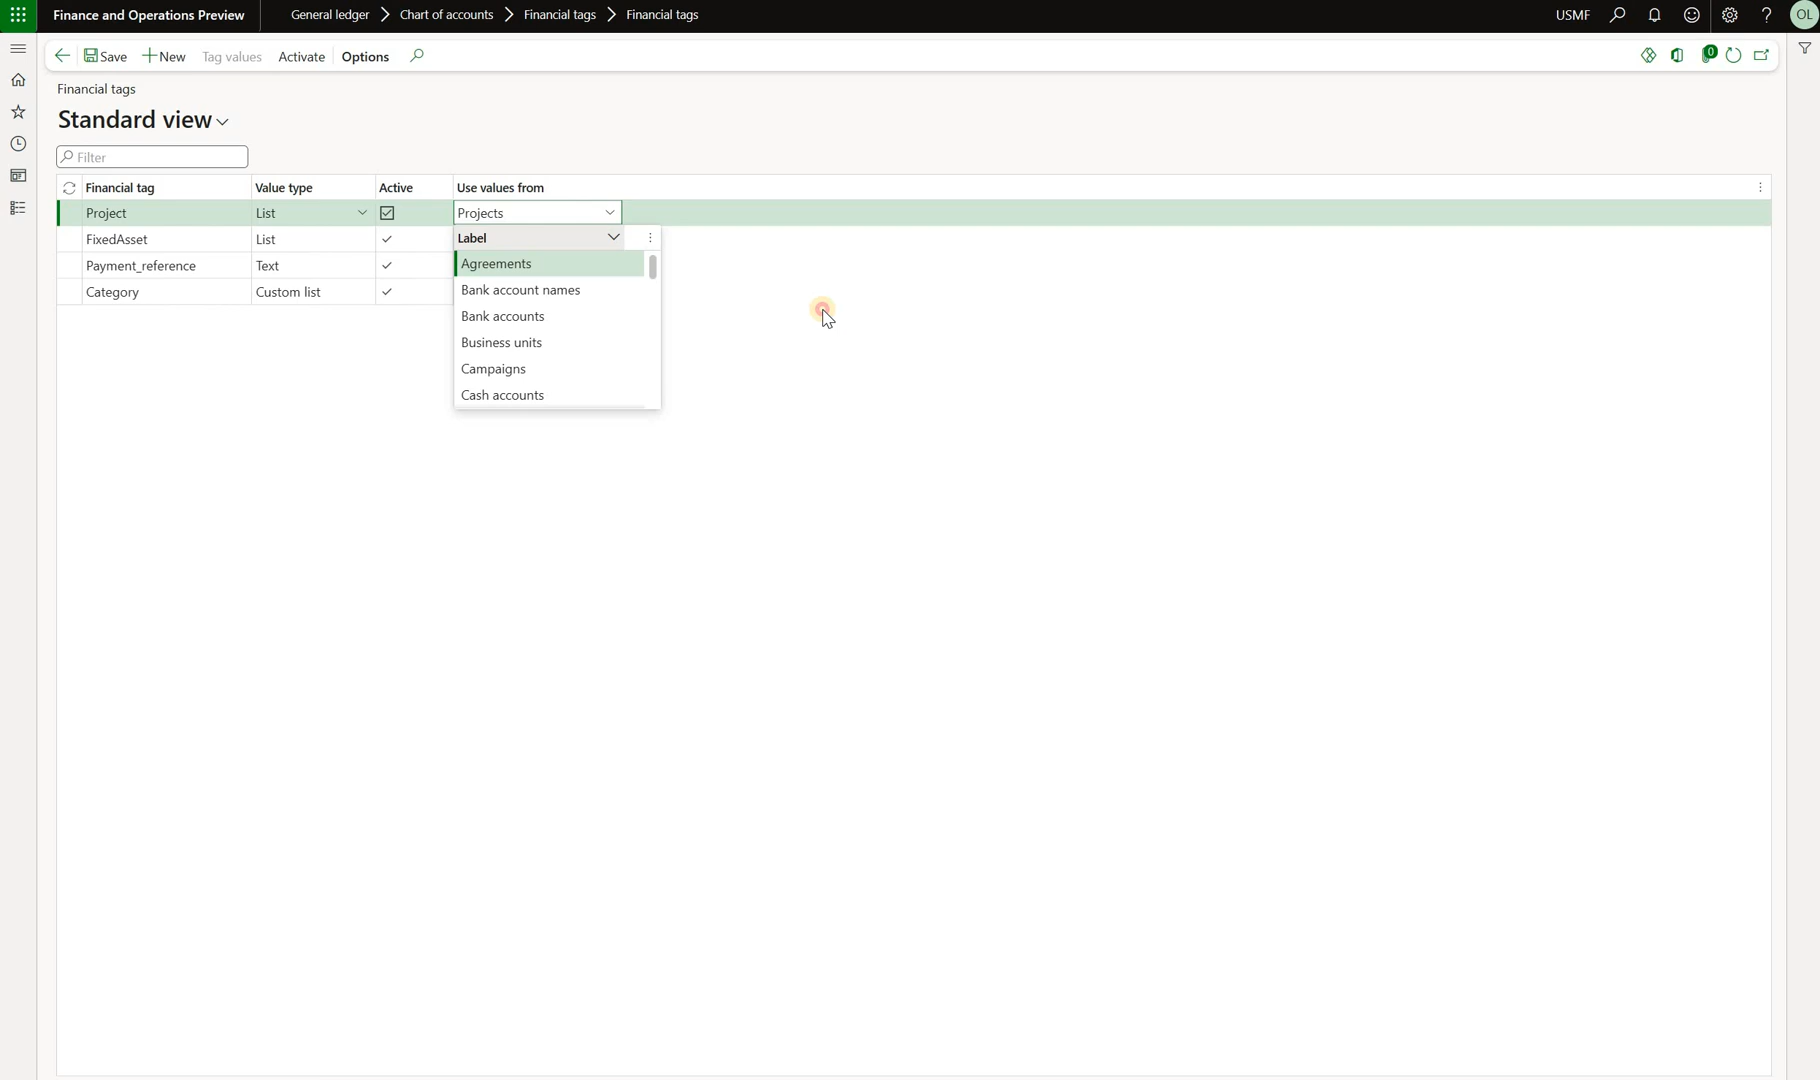 Finance and Operations Preview
General ledger > Chart of accounts > Financial tags > Financial tags
USMF
OL
Save
New
Tag values
Activate
Options
0
Financial tags
Standard view
Filter
Financial tag Value type Active Use values from
Project List Projects
FixedAsset List
Payment_reference Text
Category Custom list
Label
Agreements
Bank account names
Bank accounts
Business units
Campaigns
Cash accounts